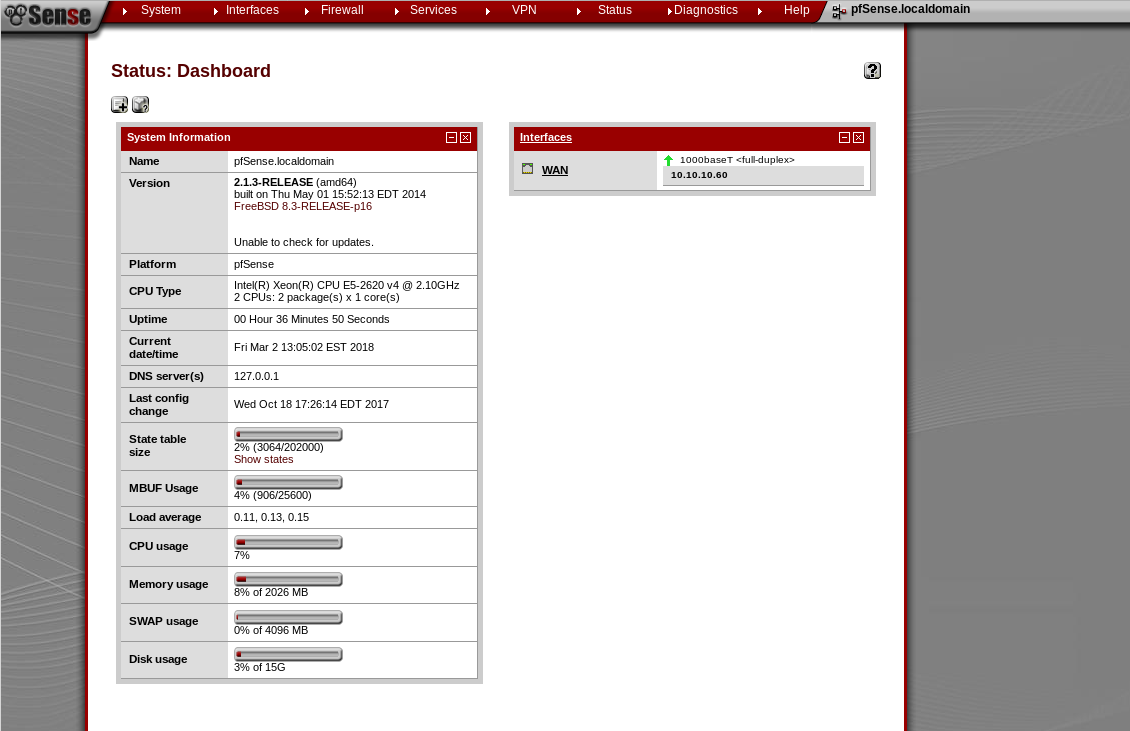 Sense
System
Interfaces
Firewall
Services
VPN
Status
Diagnostics
Help
pfSense.localdomain
Status: Dashboard
?
System Information
Name
pfSense.localdomain
Version
2.1.3-RELEASE (amd64)
built on Thu May 01 15:52:13 EDT 2014
FreeBSD 8.3-RELEASE-p16
Unable to check for updates.
Platform
pfSense
CPU Type
Intel(R) Xeon(R) CPU E5-2620 v4 @ 2.10GHz
2 CPUs: 2 package(s) x 1 core(s)
Uptime
00 Hour 36 Minutes 50 Seconds
Current
date/time
Fri Mar 2 13:05:02 EST 2018
DNS server(s)
127.0.0.1
Last config
change
Wed Oct 18 17:26:14 EDT 2017
State table
size
2% (3064/202000)
Show states
MBUF Usage
4% (906/25600)
Load average
0.11, 0.13, 0.15
CPU usage
7%
Memory usage
8% of 2026 MB
SWAP usage
0% of 4096 MB
Disk usage
3% of 15G
Interfaces
WAN
1000baseT <full-duplex>
10.10.10.60